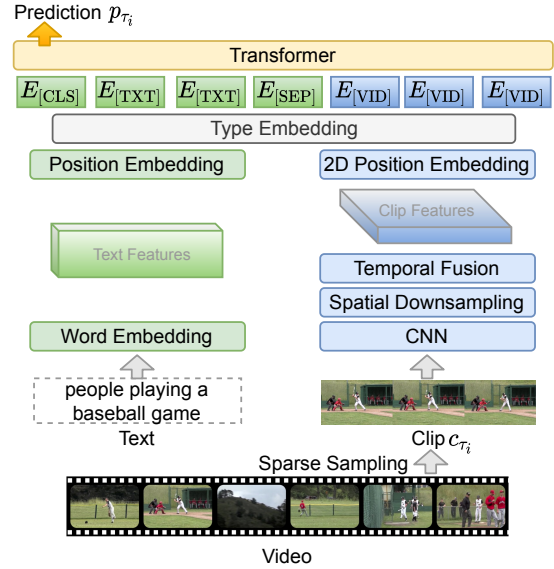 Prediction p_{τ_i}
Transformer
E_[CLS] E_[TXT] E_[TXT] E_[SEP] E_[VID] E_[VID] E_[VID]
Type Embedding
Position Embedding
2D Position Embedding
Text Features
Clip Features
Temporal Fusion
Spatial Downsampling
Word Embedding
CNN
people playing a
baseball game
Text
Clip c_{τ_i}
Sparse Sampling
Video